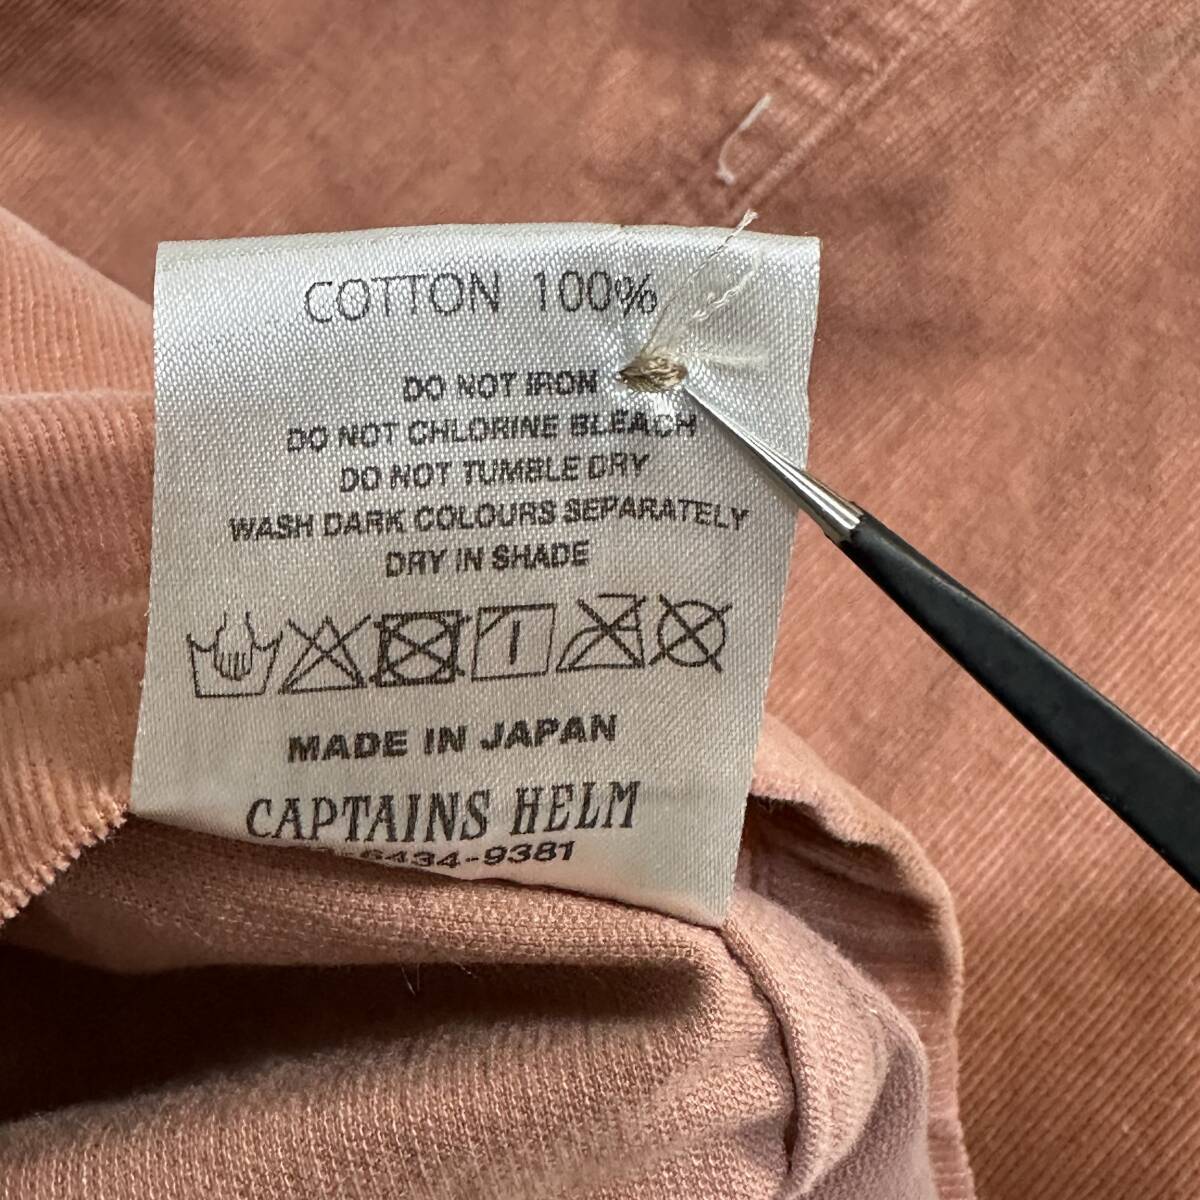 COTTON 100%
DO NOT IRON
DO NOT CHLORINE BLEACH
DO NOT TUMBLE DRY
WASH DARK COLOURS SEPARATELY
DRY IN SHADE
MADE IN JAPAN
CAPTAINS HELM
-6434-9381